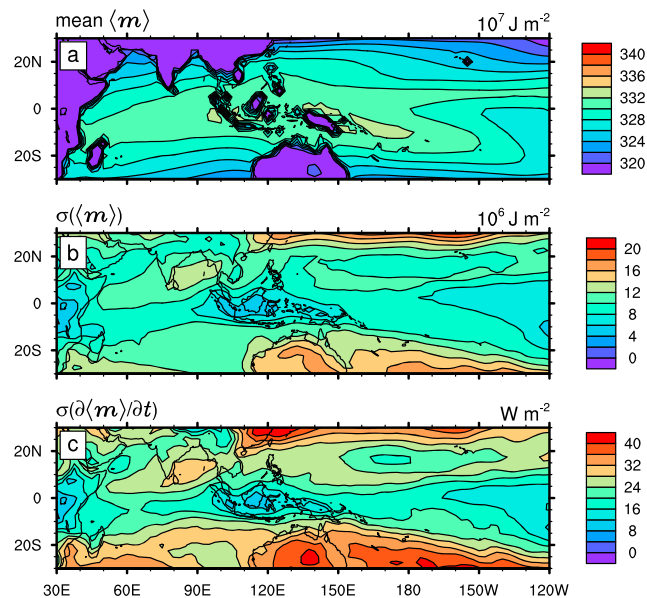 mean ⟨m⟩ 10⁷ J m⁻²
a
20N
0
20S
340
336
332
328
324
320
σ(⟨m⟩) 10⁶ J m⁻²
b
20N
0
20S
20
16
12
8
4
0
σ(∂⟨m⟩/∂t) W m⁻²
c
20N
0
20S
40
32
24
16
8
0
30E 60E 90E 120E 150E 180E 150W 120W